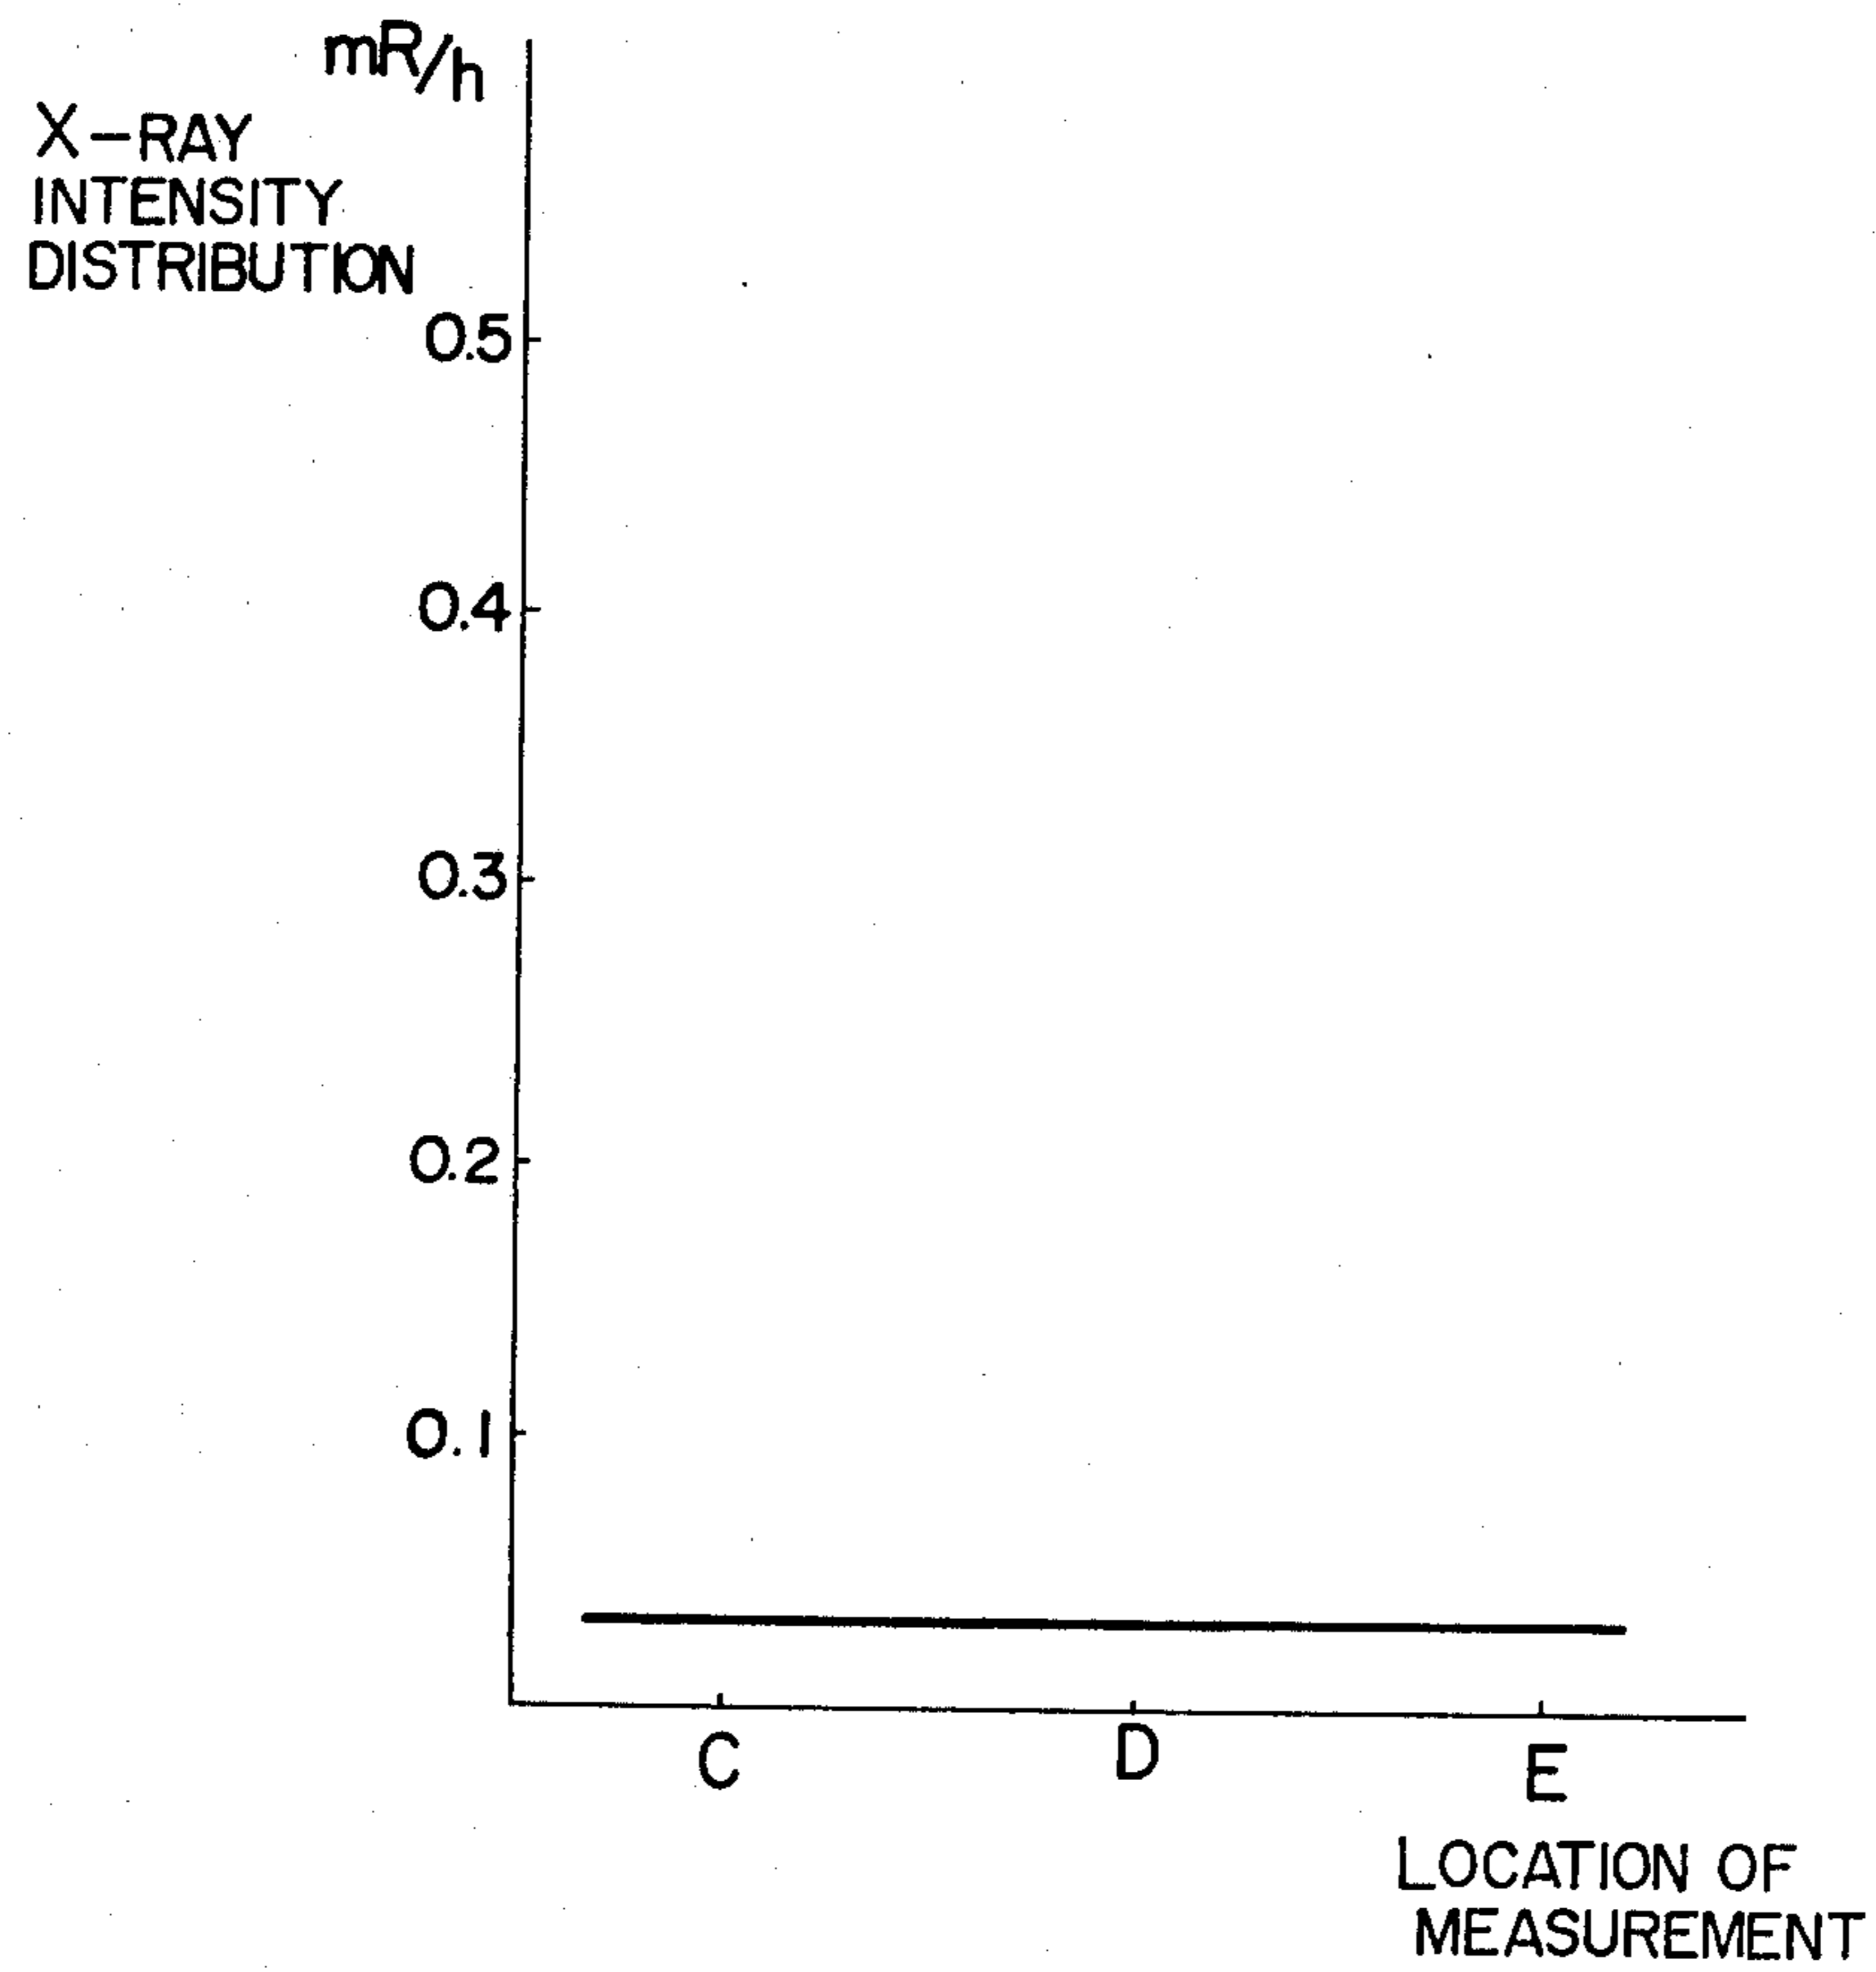 mR/h
X-RAY
INTENSITY
DISTRIBUTION
0.5
0.4
0.3
0.2
0.1
C D E
LOCATION OF
MEASUREMENT